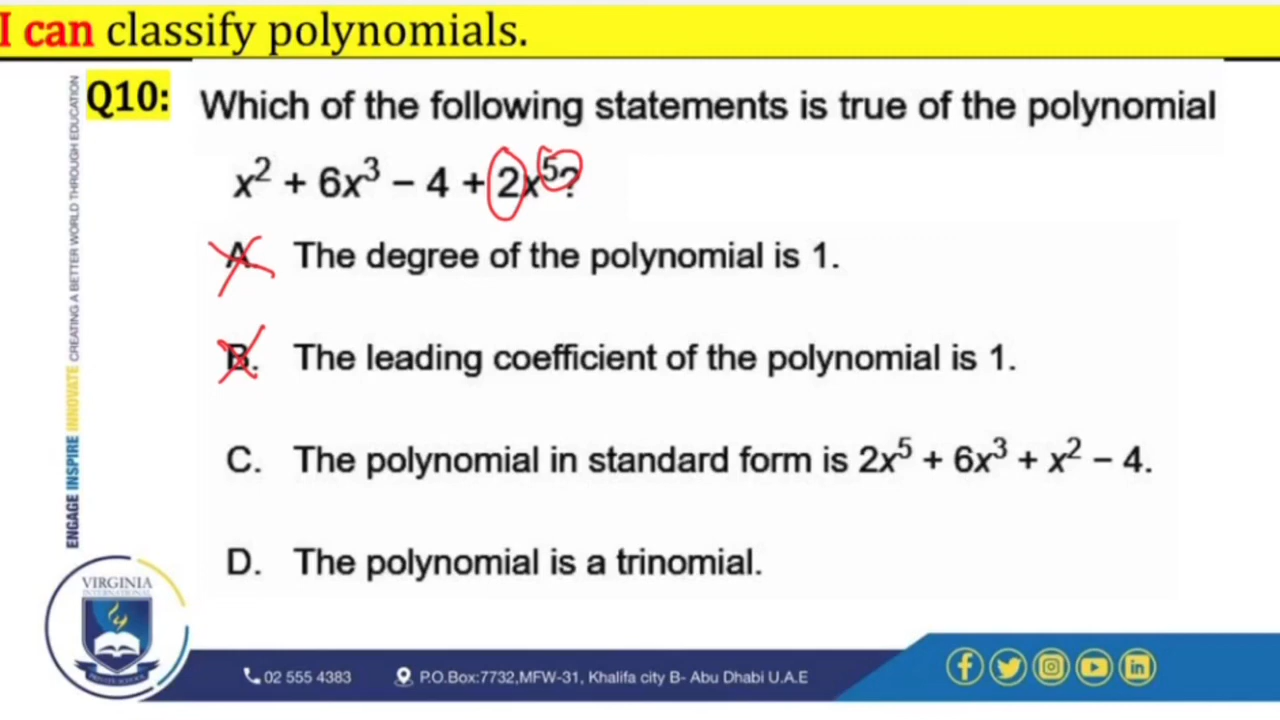 I can classify polynomials.
Q10: Which of the following statements is true of the polynomial
x² + 6x³ − 4 + 2x⁵?
A. The degree of the polynomial is 1.
B. The leading coefficient of the polynomial is 1.
C. The polynomial in standard form is 2x⁵ + 6x³ + x² − 4.
D. The polynomial is a trinomial.
ENGAGE INSPIRE INNOVATE CREATING A BETTER WORLD THROUGH EDUCATION
VIRGINIA
INTERNATIONAL
PRIVATE SCHOOL
02 555 4383
P.O.Box:7732,MFW-31, Khalifa city B- Abu Dhabi U.A.E